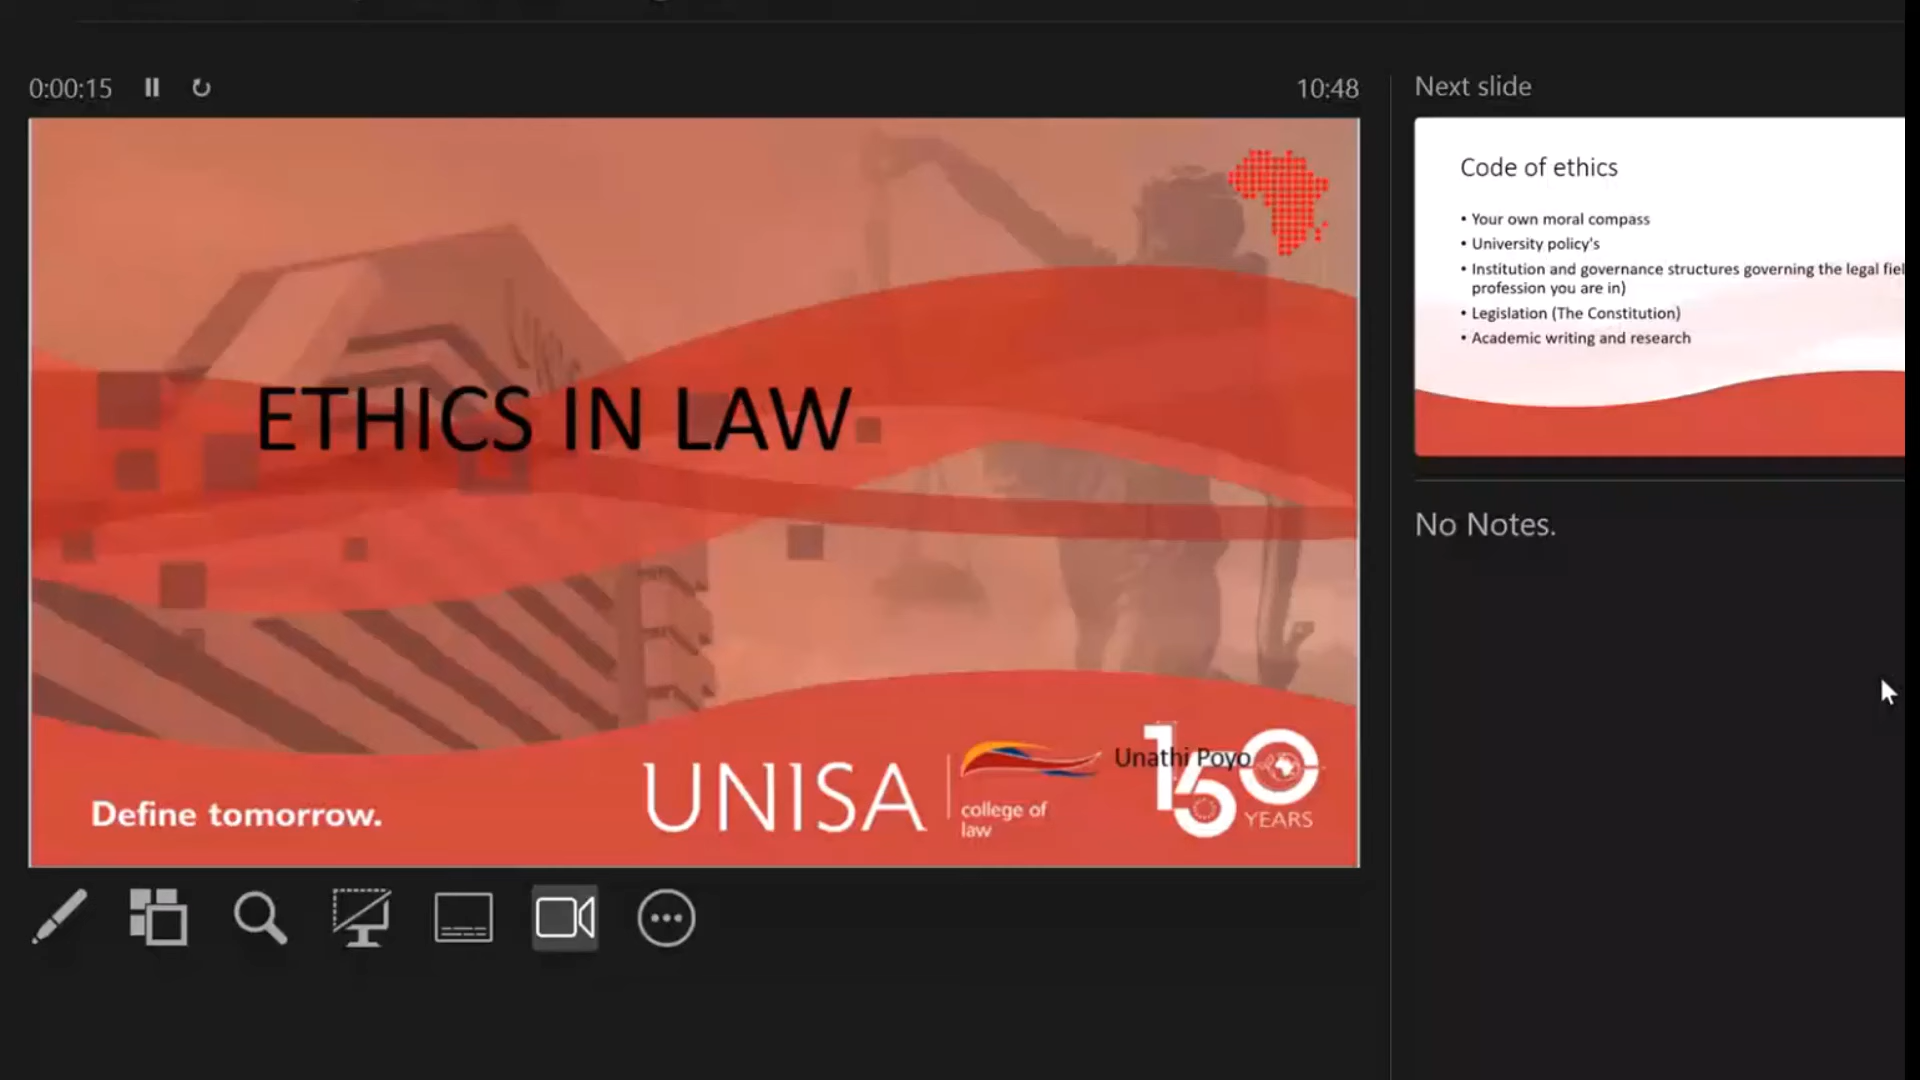 0:00:15
10:48
ETHICS IN LAW
Define tomorrow.
UNISA
college of
law
Unathi Poyo
150
YEARS
Next slide
Code of ethics
• Your own moral compass
• University policy's
• Institution and governance structures governing the legal fiel
profession you are in)
• Legislation (The Constitution)
• Academic writing and research
No Notes.